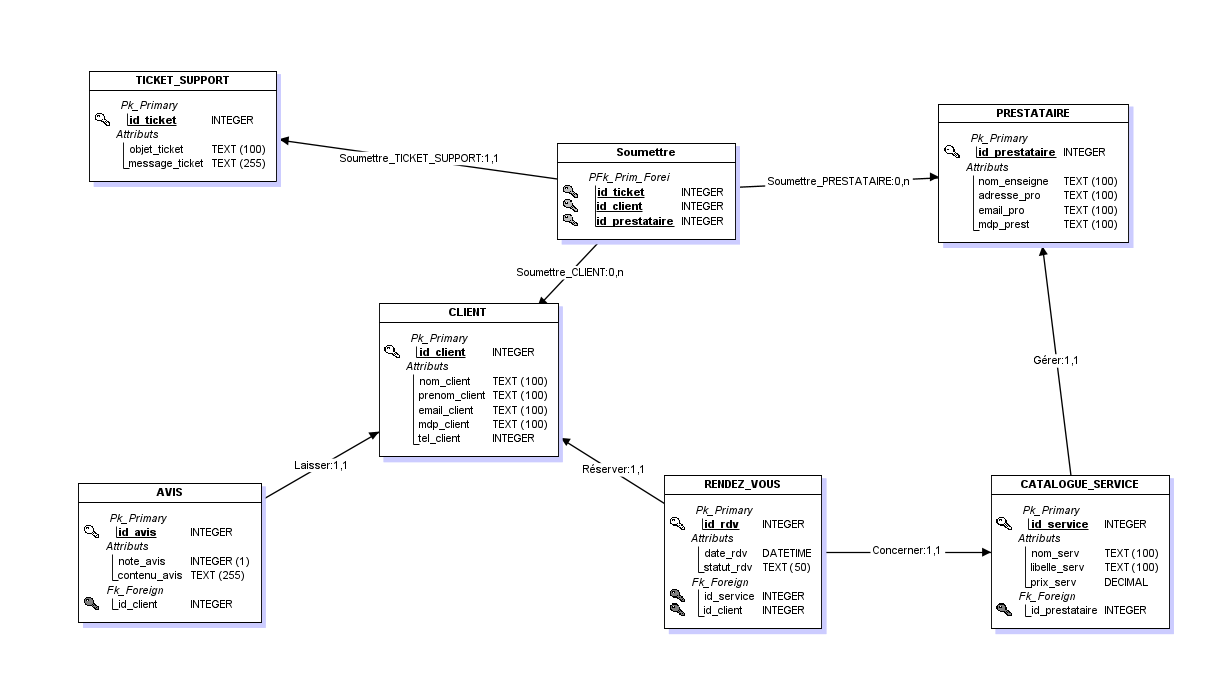 TICKET_SUPPORT
Pk_Primary
id_ticket INTEGER
Attributs
objet_ticket TEXT (100)
message_ticket TEXT (255)
Soumettre_TICKET_SUPPORT:1,1
Soumettre
PFk_Prim_Forei
id_ticket INTEGER
id_client INTEGER
id_prestataire INTEGER
Soumettre_PRESTATAIRE:0,n
PRESTATAIRE
Pk_Primary
id_prestataire INTEGER
Attributs
nom_enseigne TEXT (100)
adresse_pro TEXT (100)
email_pro TEXT (100)
mdp_prest TEXT (100)
Soumettre_CLIENT:0,n
CLIENT
Pk_Primary
id_client INTEGER
Attributs
nom_client TEXT (100)
prenom_client TEXT (100)
email_client TEXT (100)
mdp_client TEXT (100)
tel_client INTEGER
Gérer:1,1
Laisser:1,1
Réserver:1,1
AVIS
Pk_Primary
id_avis INTEGER
Attributs
note_avis INTEGER (1)
contenu_avis TEXT (255)
Fk_Foreign
id_client INTEGER
RENDEZ_VOUS
Pk_Primary
id_rdv INTEGER
Attributs
date_rdv DATETIME
statut_rdv TEXT (50)
Fk_Foreign
id_service INTEGER
id_client INTEGER
Concerner:1,1
CATALOGUE_SERVICE
Pk_Primary
id_service INTEGER
Attributs
nom_serv TEXT (100)
libelle_serv TEXT (100)
prix_serv DECIMAL
Fk_Foreign
id_prestataire INTEGER